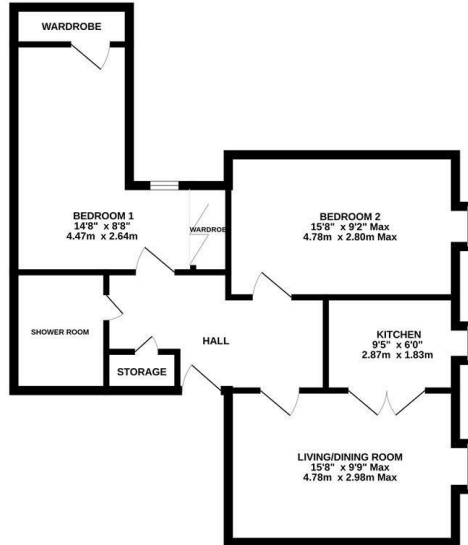 WARDROBE
BEDROOM 1
14'8" x 8'8"
4.47m x 2.64m
WARDROBE
BEDROOM 2
15'8" x 9'2" Max
4.78m x 2.80m Max
SHOWER ROOM
HALL
KITCHEN
9'5" x 6'0"
2.87m x 1.83m
STORAGE
LIVING/DINING ROOM
15'8" x 9'9" Max
4.78m x 2.98m Max